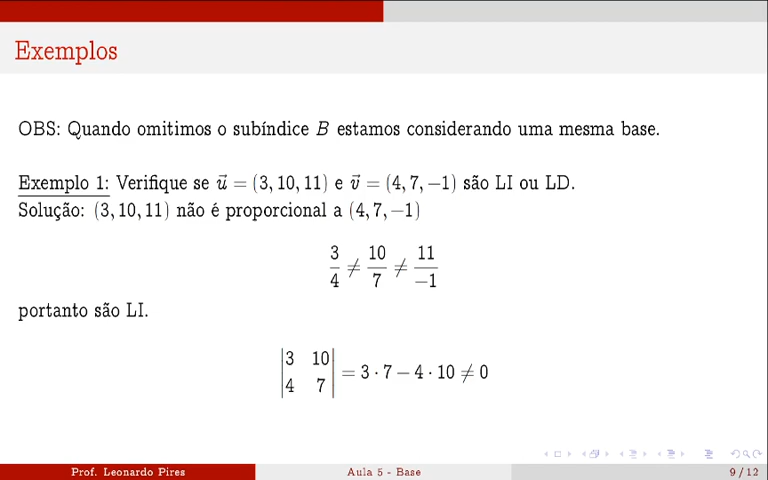 Exemplos
OBS: Quando omitimos o subíndice B estamos considerando uma mesma base.
Exemplo 1: Verifique se u⃗ = (3, 10, 11) e v⃗ = (4, 7, −1) são LI ou LD.
Solução: (3, 10, 11) não é proporcional a (4, 7, −1)
3/4 ≠ 10/7 ≠ 11/−1
portanto são LI.
|3 10|
|4 7| = 3 · 7 − 4 · 10 ≠ 0
Prof. Leonardo Pires Aula 5 - Base 9 / 12